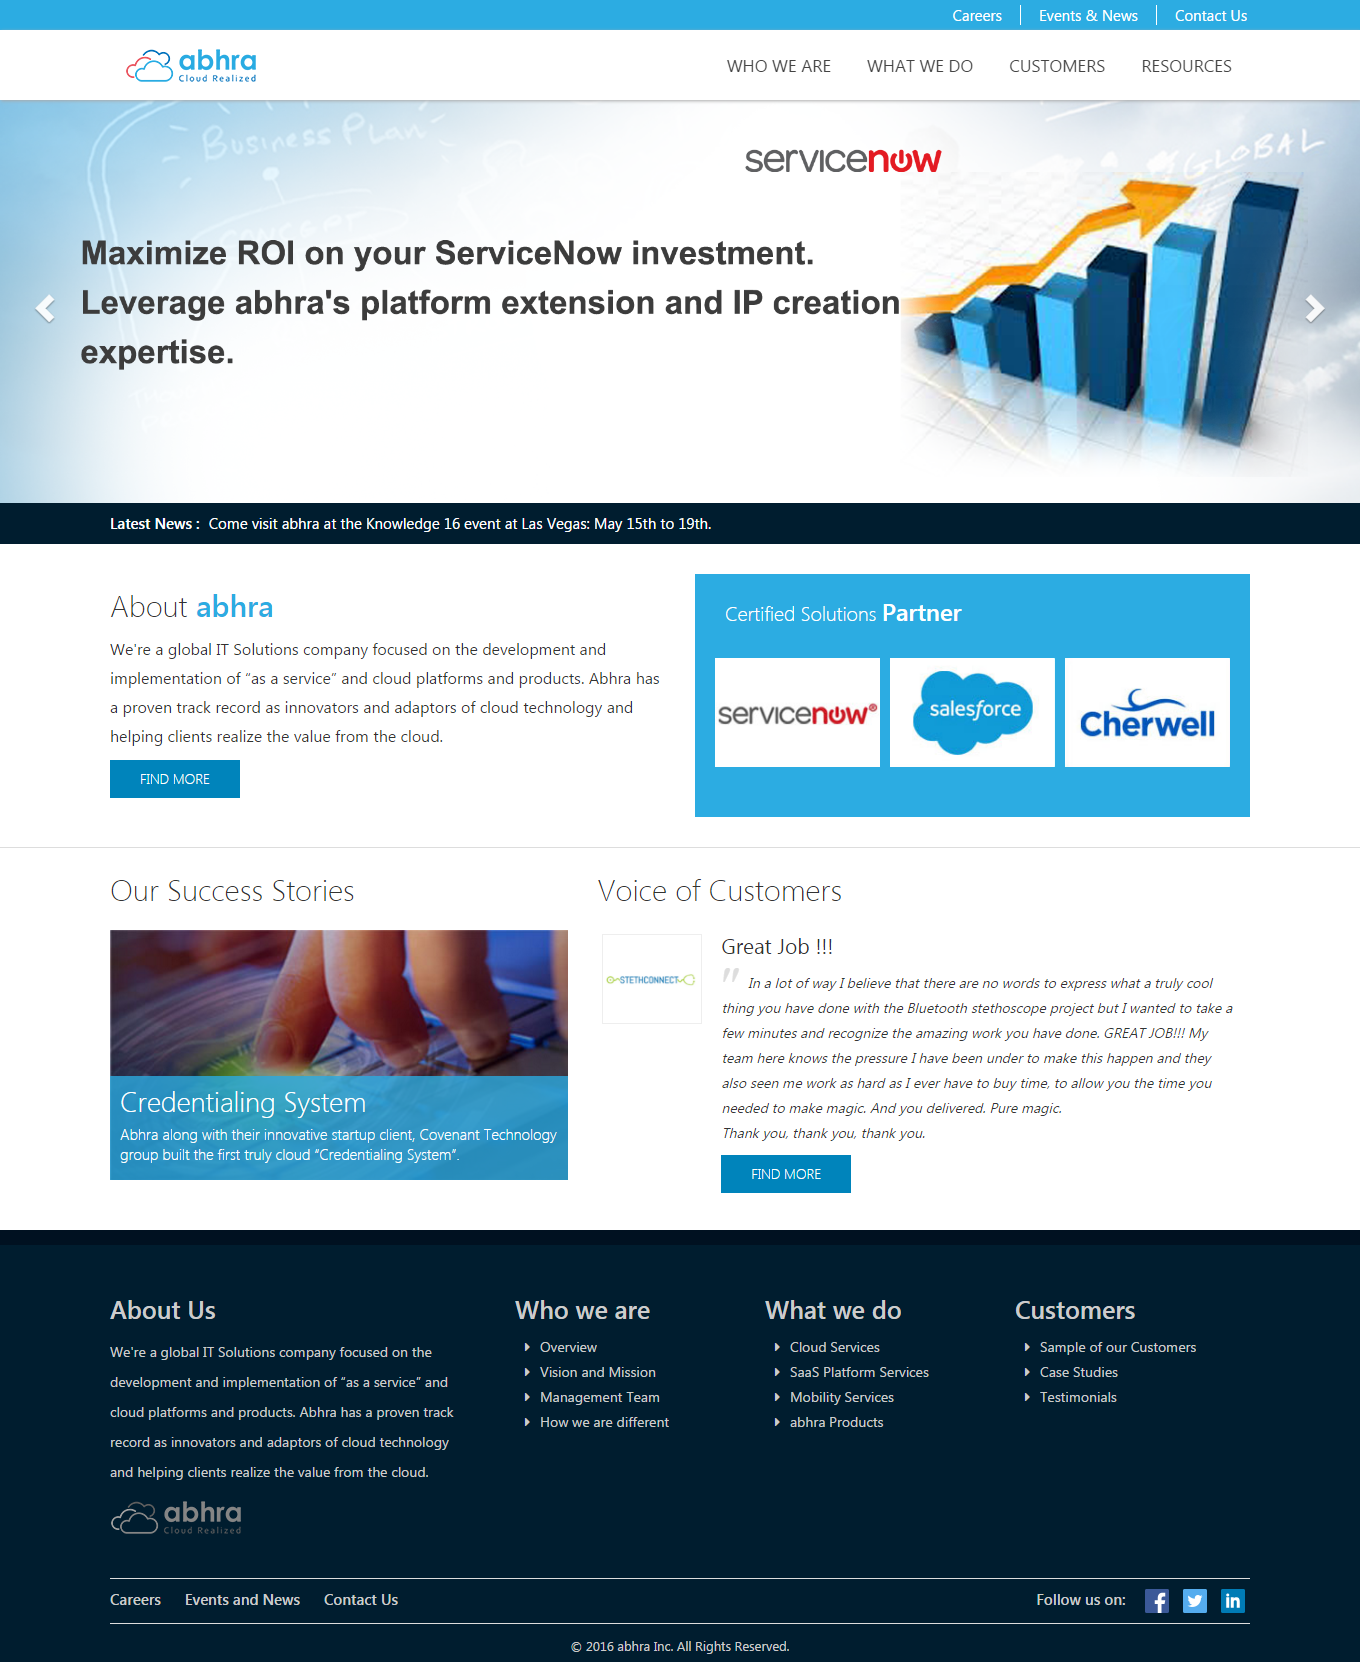 Careers
Events & News
Contact Us
abhra
Cloud Realized
WHO WE ARE
WHAT WE DO
CUSTOMERS
RESOURCES
Business Plan
GLOBAL
CONCEPT
servicenow
Maximize ROI on your ServiceNow investment.
Leverage abhra's platform extension and IP creation
expertise.
Latest News : Come visit abhra at the Knowledge 16 event at Las Vegas: May 15th to 19th.
About abhra
We're a global IT Solutions company focused on the development and
implementation of “as a service” and cloud platforms and products. Abhra has
a proven track record as innovators and adaptors of cloud technology and
helping clients realize the value from the cloud.
FIND MORE
Certified Solutions Partner
servicenow®
salesforce
Cherwell
Our Success Stories
Credentialing System
Abhra along with their innovative startup client, Covenant Technology
group built the first truly cloud “Credentialing System”.
Voice of Customers
STETHCONNECT
Great Job !!!
" In a lot of way I believe that there are no words to express what a truly cool
thing you have done with the Bluetooth stethoscope project but I wanted to take a
few minutes and recognize the amazing work you have done. GREAT JOB!!! My
team here knows the pressure I have been under to make this happen and they
also seen me work as hard as I ever have to buy time, to allow you the time you
needed to make magic. And you delivered. Pure magic.
Thank you, thank you, thank you.
FIND MORE
About Us
We're a global IT Solutions company focused on the
development and implementation of “as a service” and
cloud platforms and products. Abhra has a proven track
record as innovators and adaptors of cloud technology
and helping clients realize the value from the cloud.
abhra
Cloud Realized
Who we are
Overview
Vision and Mission
Management Team
How we are different
What we do
Cloud Services
SaaS Platform Services
Mobility Services
abhra Products
Customers
Sample of our Customers
Case Studies
Testimonials
Careers
Events and News
Contact Us
Follow us on:
© 2016 abhra Inc. All Rights Reserved.